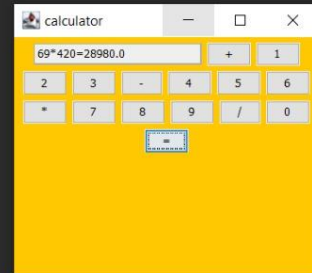 calculator
69*420=28980.0 + 1
2 3 - 4 5 6
* 7 8 9 / 0
=